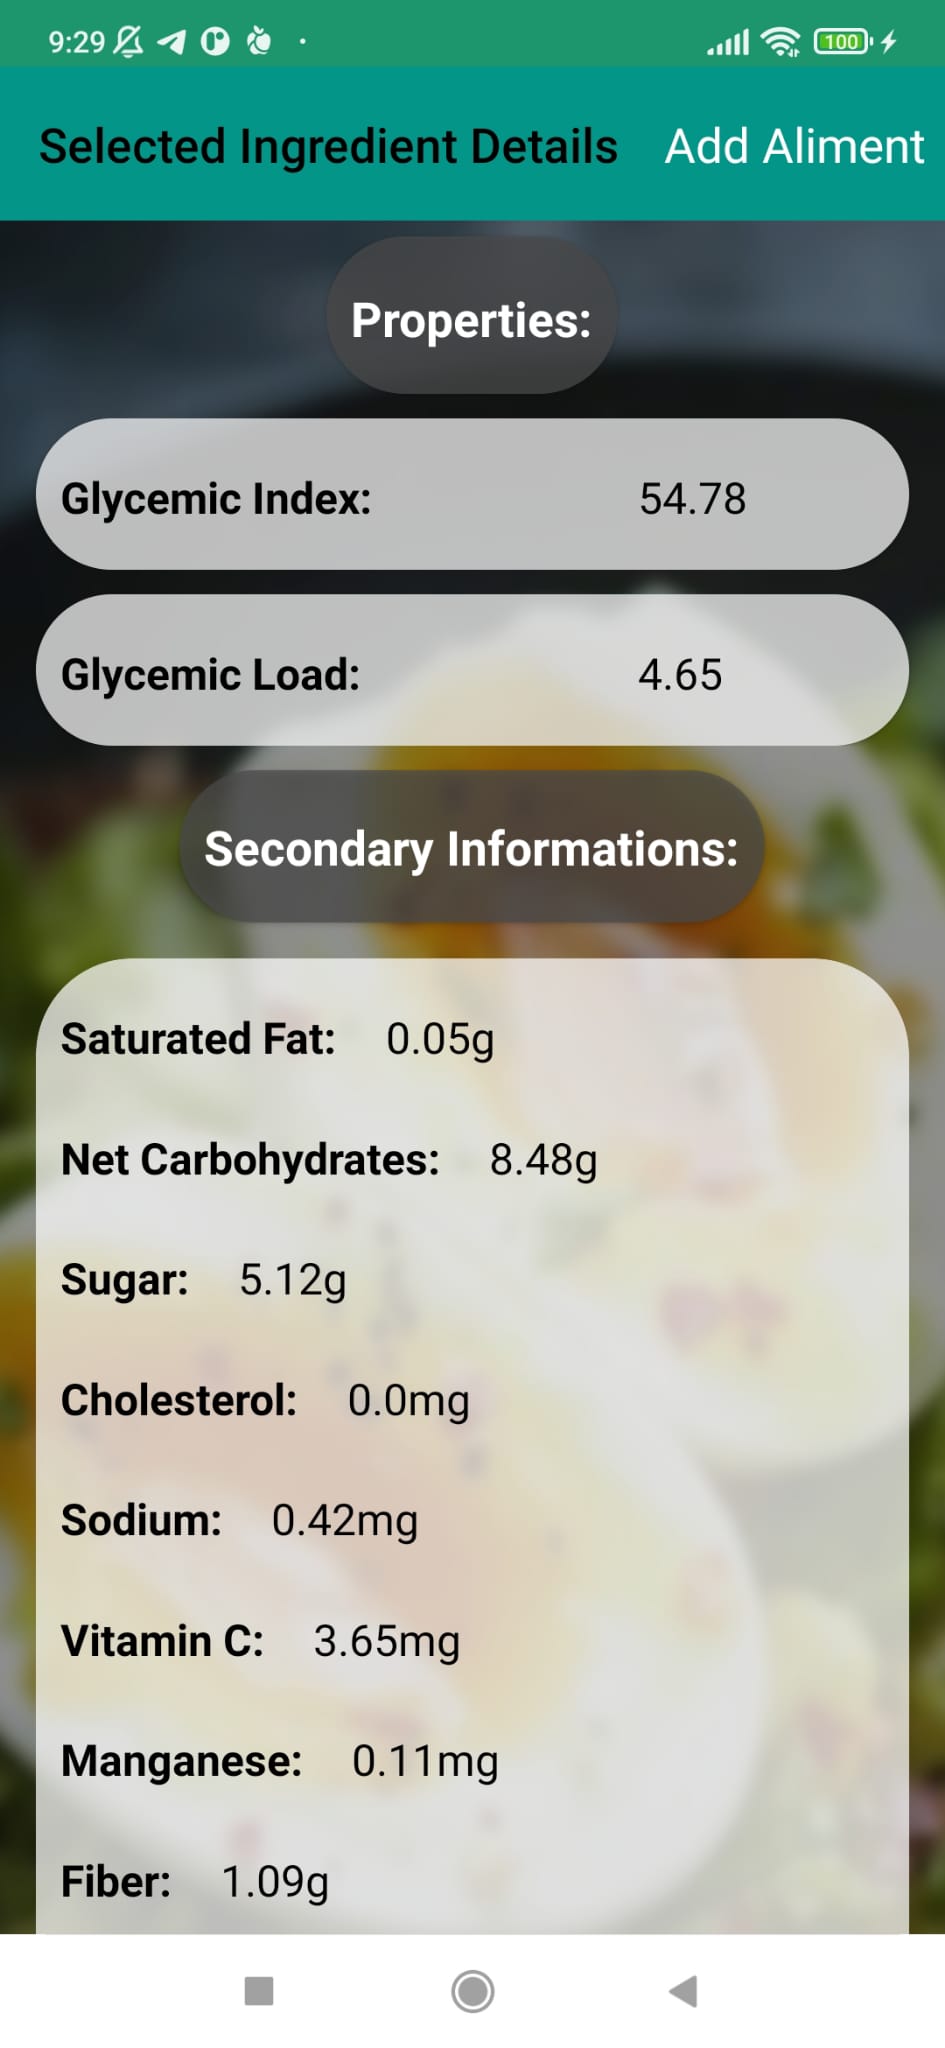 9:29
100
Selected Ingredient Details Add Aliment
Properties:
Glycemic Index: 54.78
Glycemic Load: 4.65
Secondary Informations:
Saturated Fat: 0.05g
Net Carbohydrates: 8.48g
Sugar: 5.12g
Cholesterol: 0.0mg
Sodium: 0.42mg
Vitamin C: 3.65mg
Manganese: 0.11mg
Fiber: 1.09g